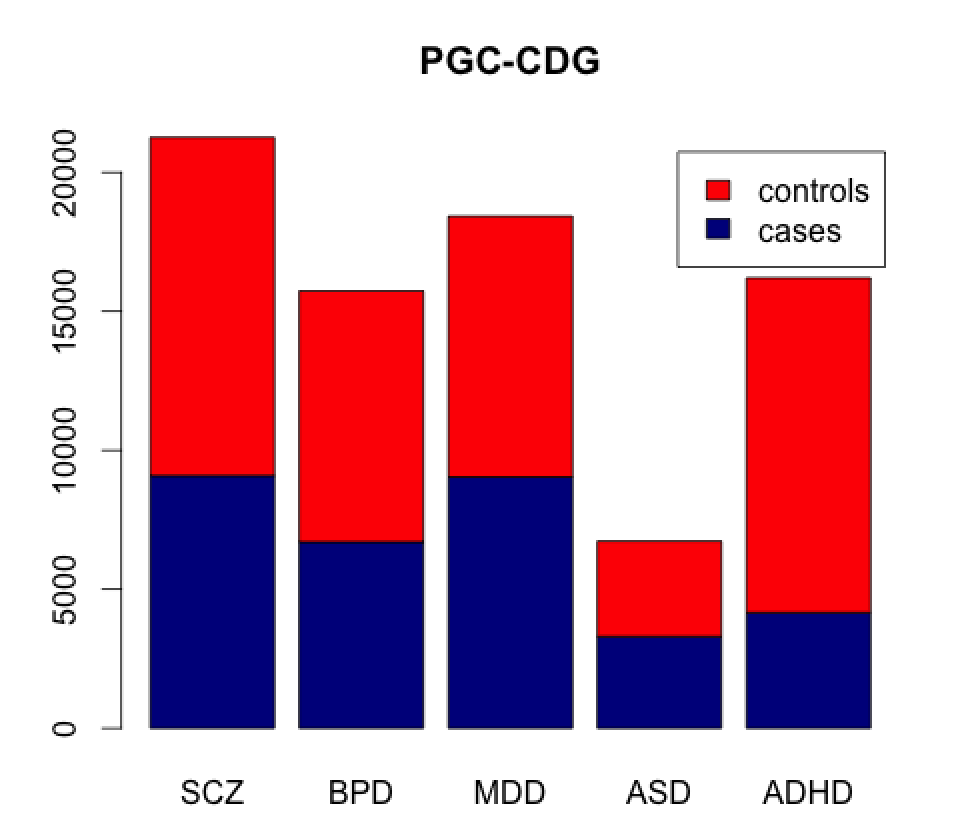 PGC-CDG
20000
15000
10000
5000
0
controls
cases
SCZ BPD MDD ASD ADHD